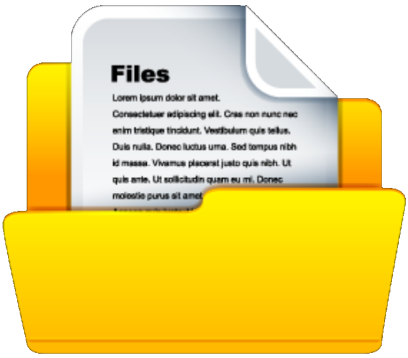 Files
Lorem ipsum dolor sit amet.
Consectetuer adipiscing elit. Cras non nunc nec
enim tristique tincidunt. Vestibulum quis tellus.
Duis nulla. Donec luctus urna. Sed tempus nibh
id massa. Vivamus placerat justo quis nibh. Ut
quis ante. Ut sollicitudin quam eu mi. Donec
molestie purus sit amet